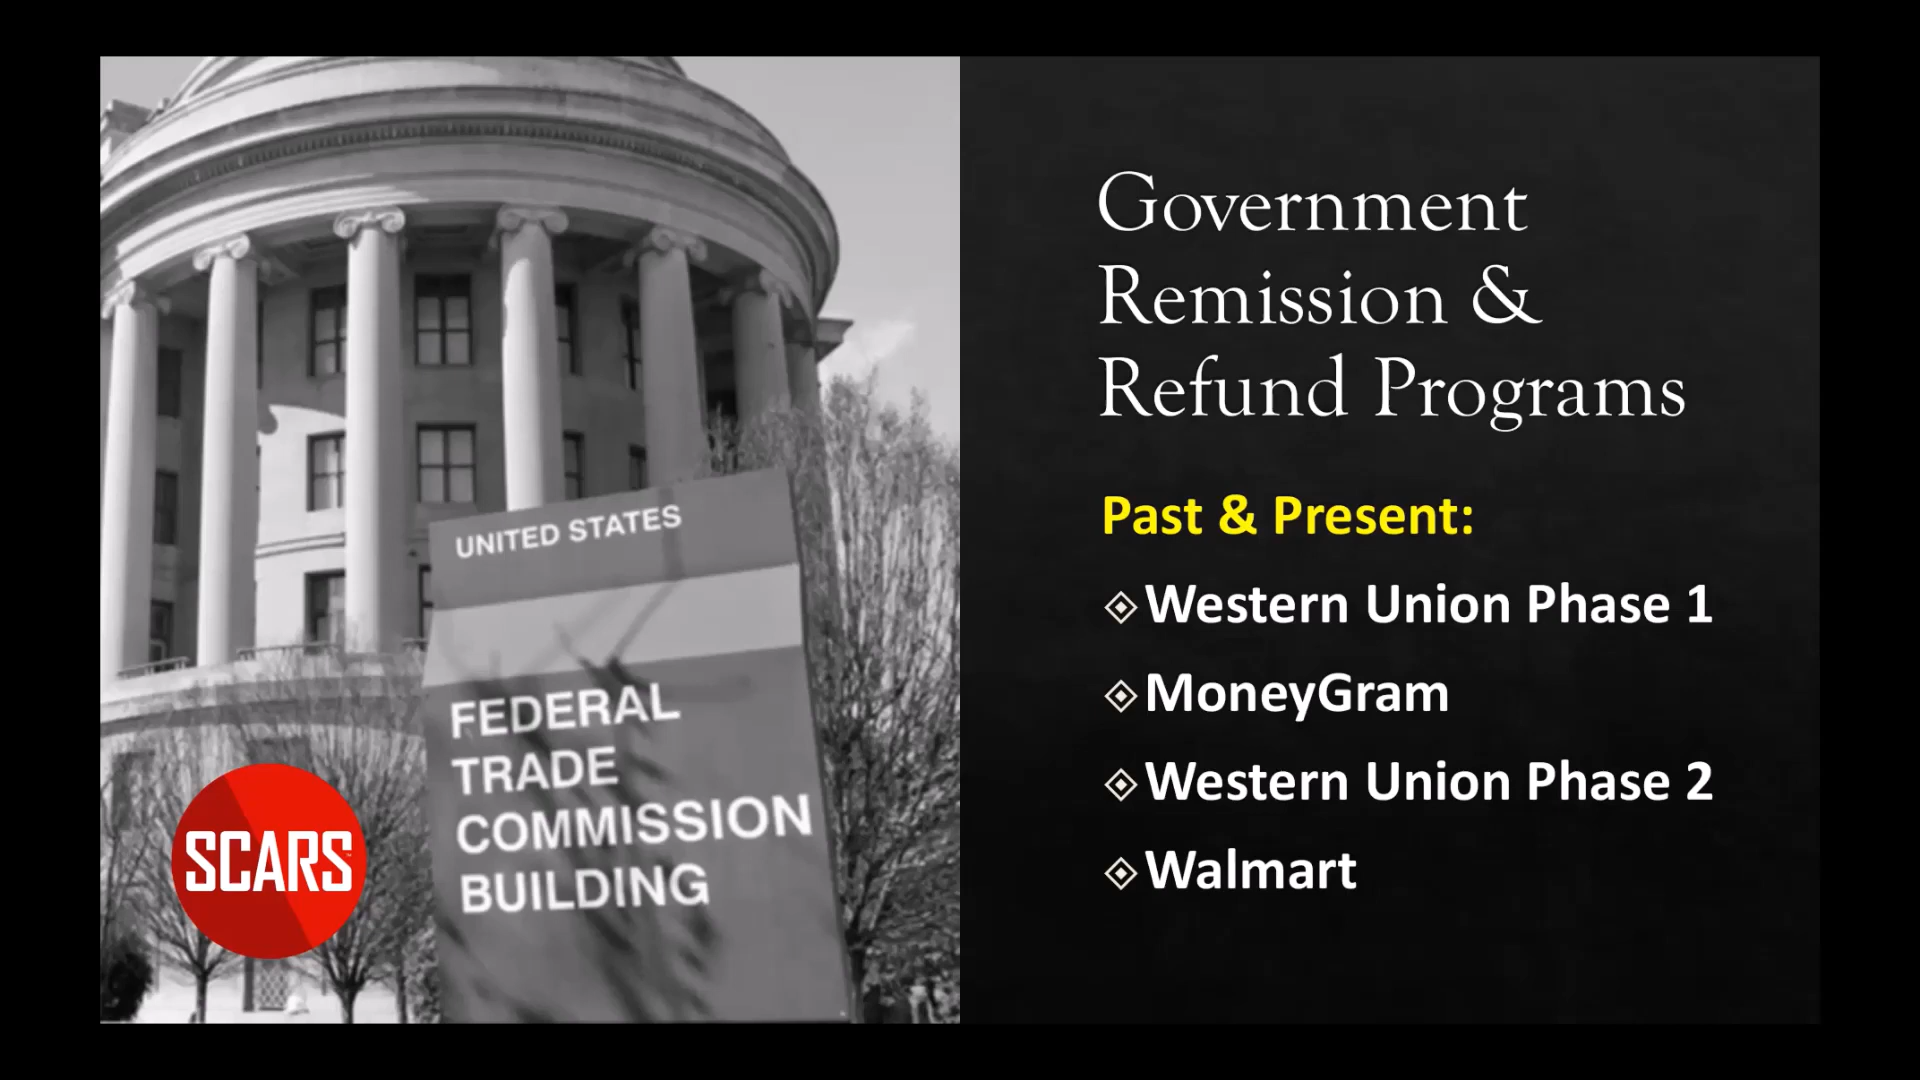 UNITED STATES
FEDERAL
TRADE
COMMISSION
BUILDING
SCARS
Government
Remission &
Refund Programs
Past & Present:
Western Union Phase 1
MoneyGram
Western Union Phase 2
Walmart